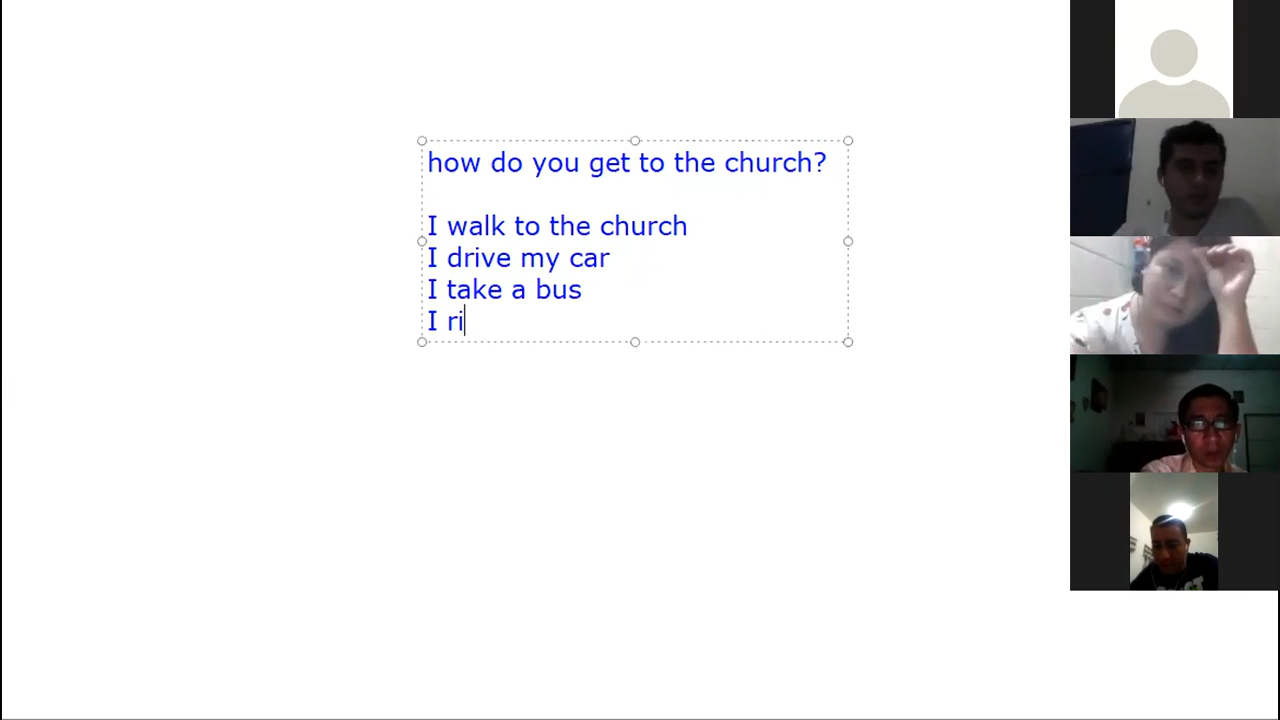 how do you get to the church?
I walk to the church
I drive my car
I take a bus
I ri